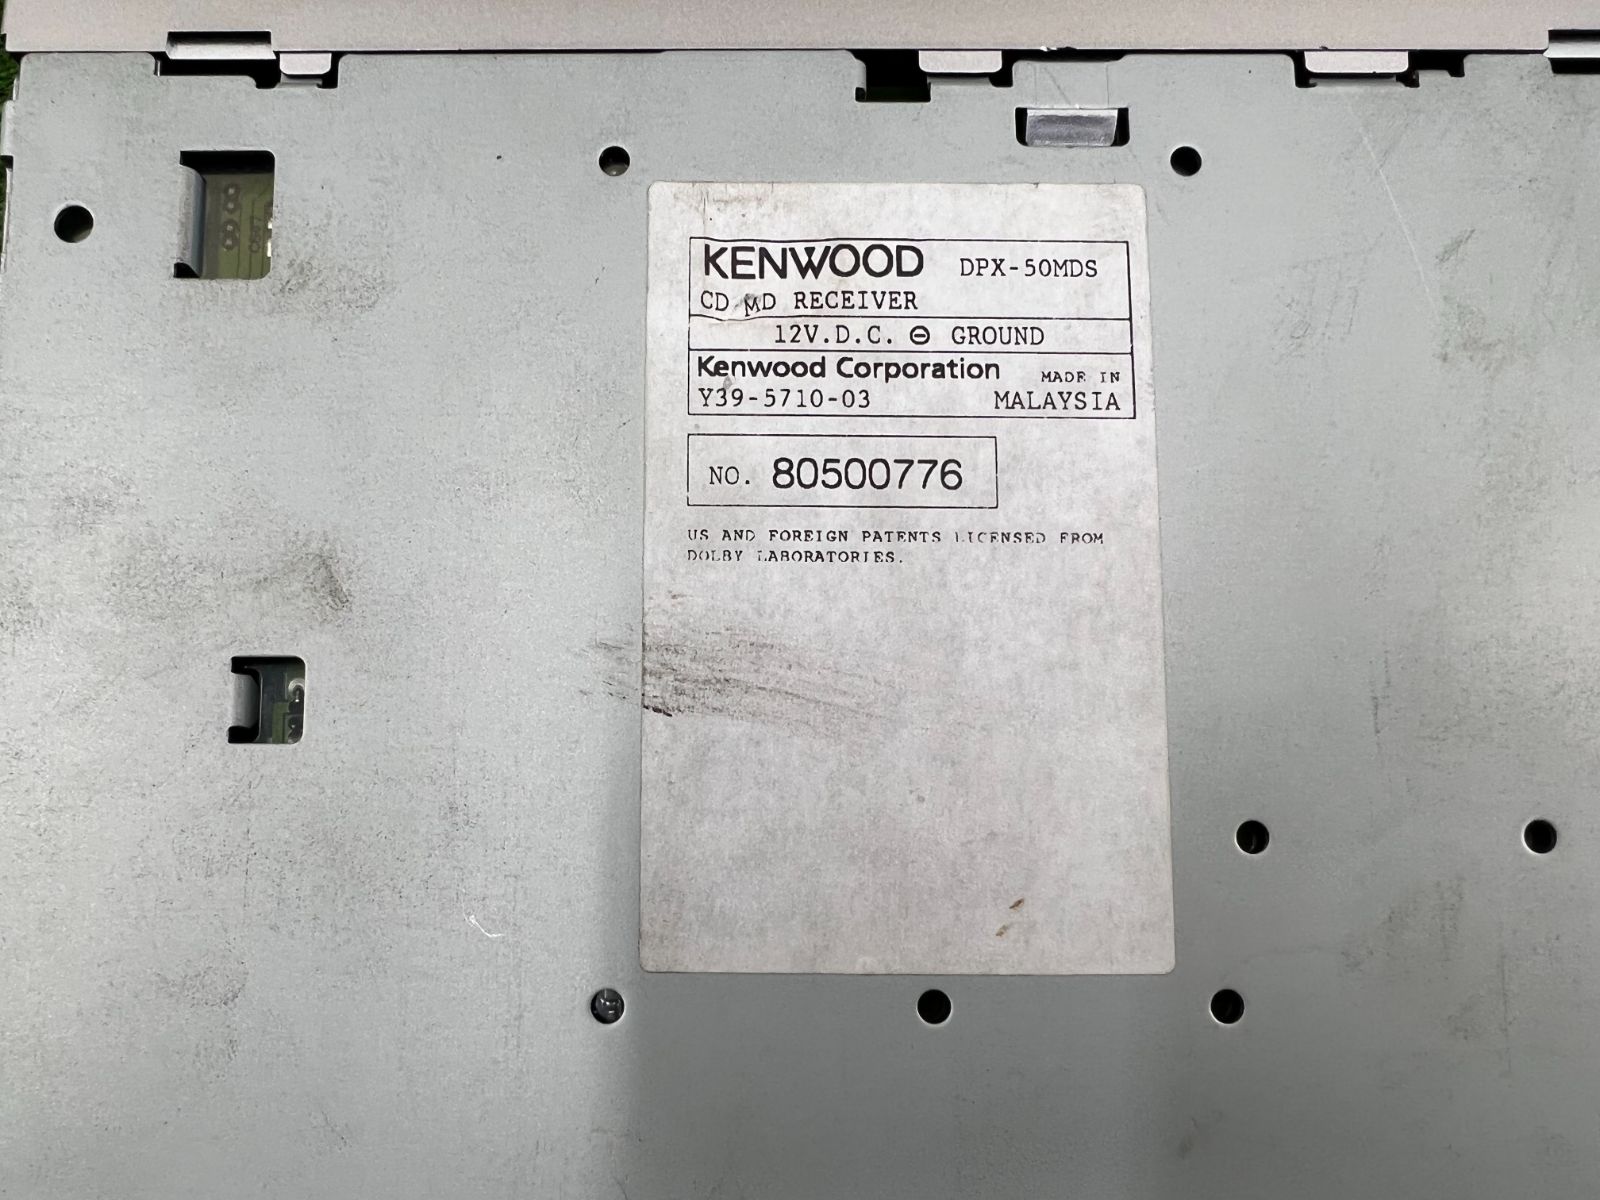 KENWOOD DPX-50MDS
CD MD RECEIVER
12V.D.C. ⊖ GROUND
Kenwood Corporation MADE IN
Y39-5710-03 MALAYSIA
NO. 80500776
US AND FOREIGN PATENTS LICENSED FROM
DOLBY LABORATORIES.